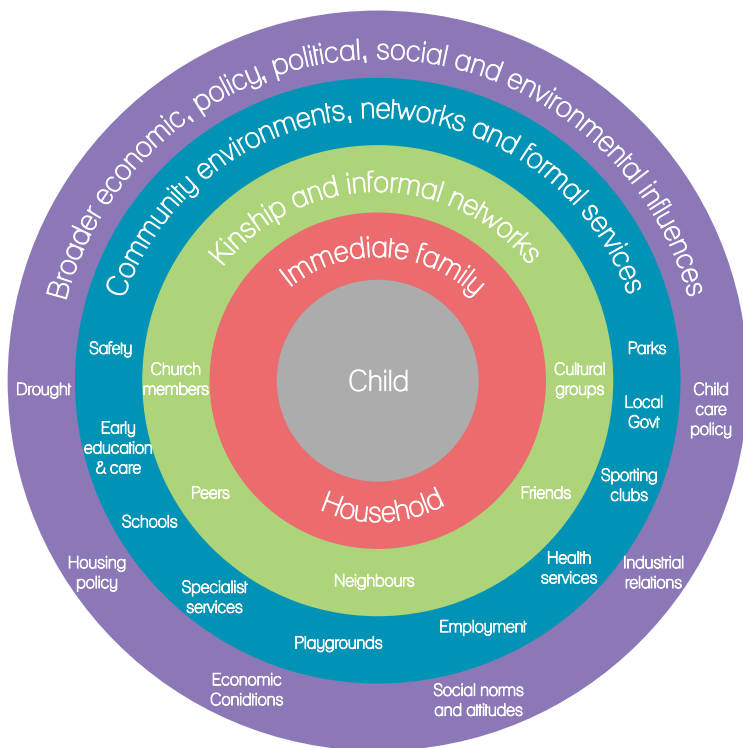 Broader economic, policy, political, social and environmental influences
Community environments, networks and formal services
Kinship and informal networks
Immediate family
Child
Household
Church
members
Cultural
groups
Peers
Friends
Neighbours
Safety
Parks
Early
education
& care
Local
Govt
Schools
Sporting
clubs
Specialist
services
Health
services
Playgrounds
Employment
Drought
Child
care
policy
Housing
policy
Industrial
relations
Economic
Conidtions
Social norms
and attitudes